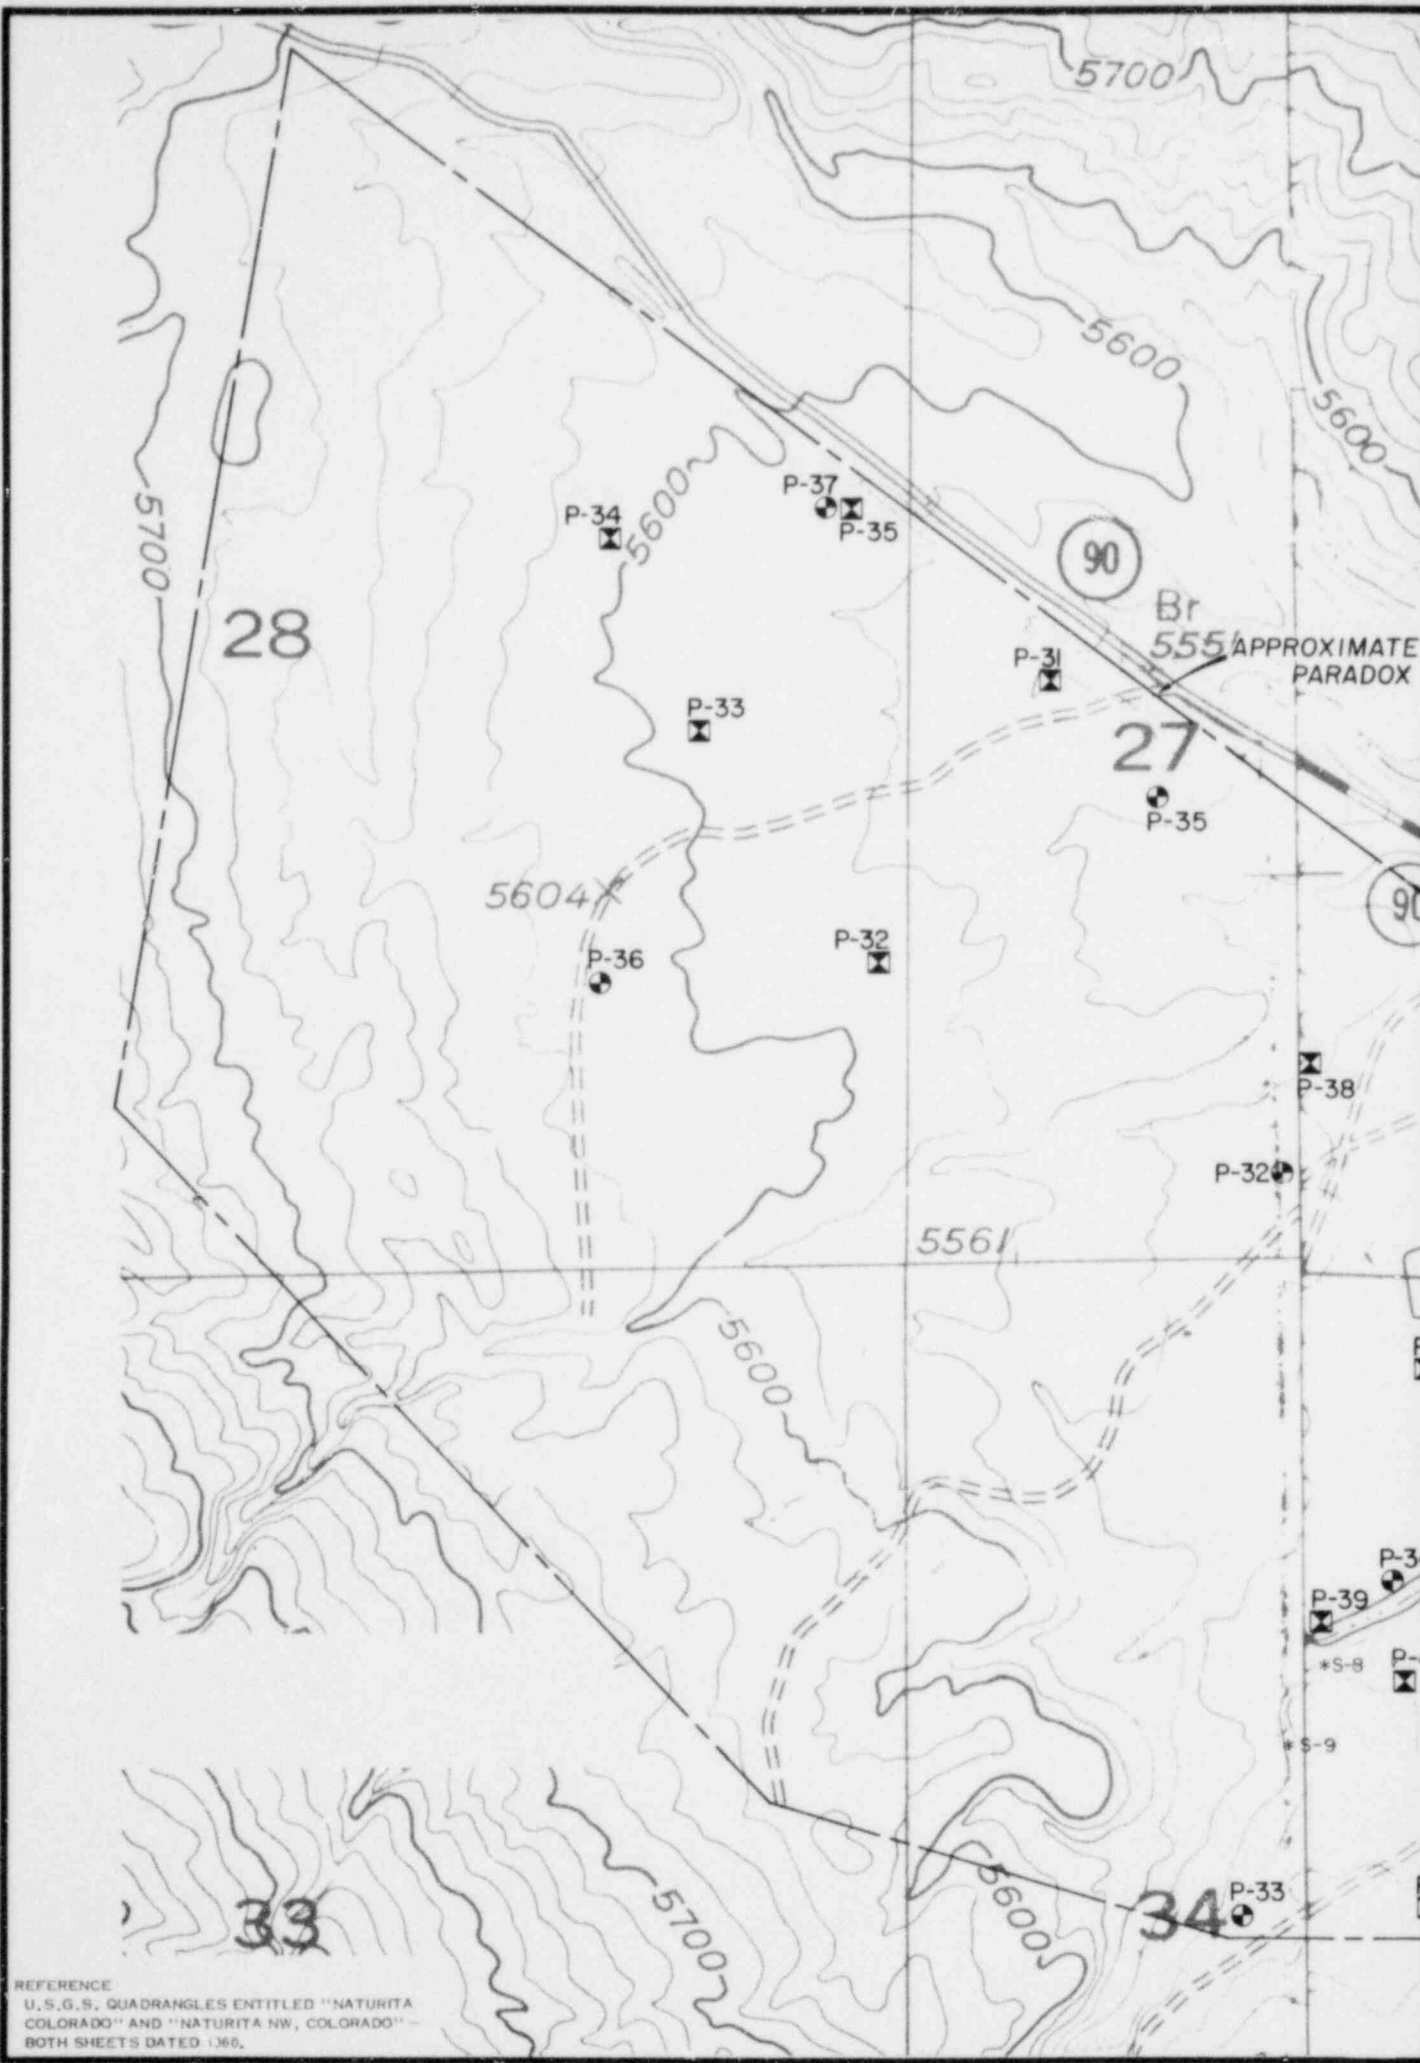 5700
5600
5600
P-37
P-34
5600
P-35
5700
90
Br
28
5551
APPROXIMATE
P-31
PARADOX
P-33
27
P-35
5604
90
P-32
P-36
P-38
P-32
5561
5600
P-39
*S-8
*S-9
P-33
5600
33
5700
34
REFERENCE
U.S.G.S. QUADRANGLES ENTITLED "NATURITA
COLORADO" AND "NATURITA NW, COLORADO" -
BOTH SHEETS DATED